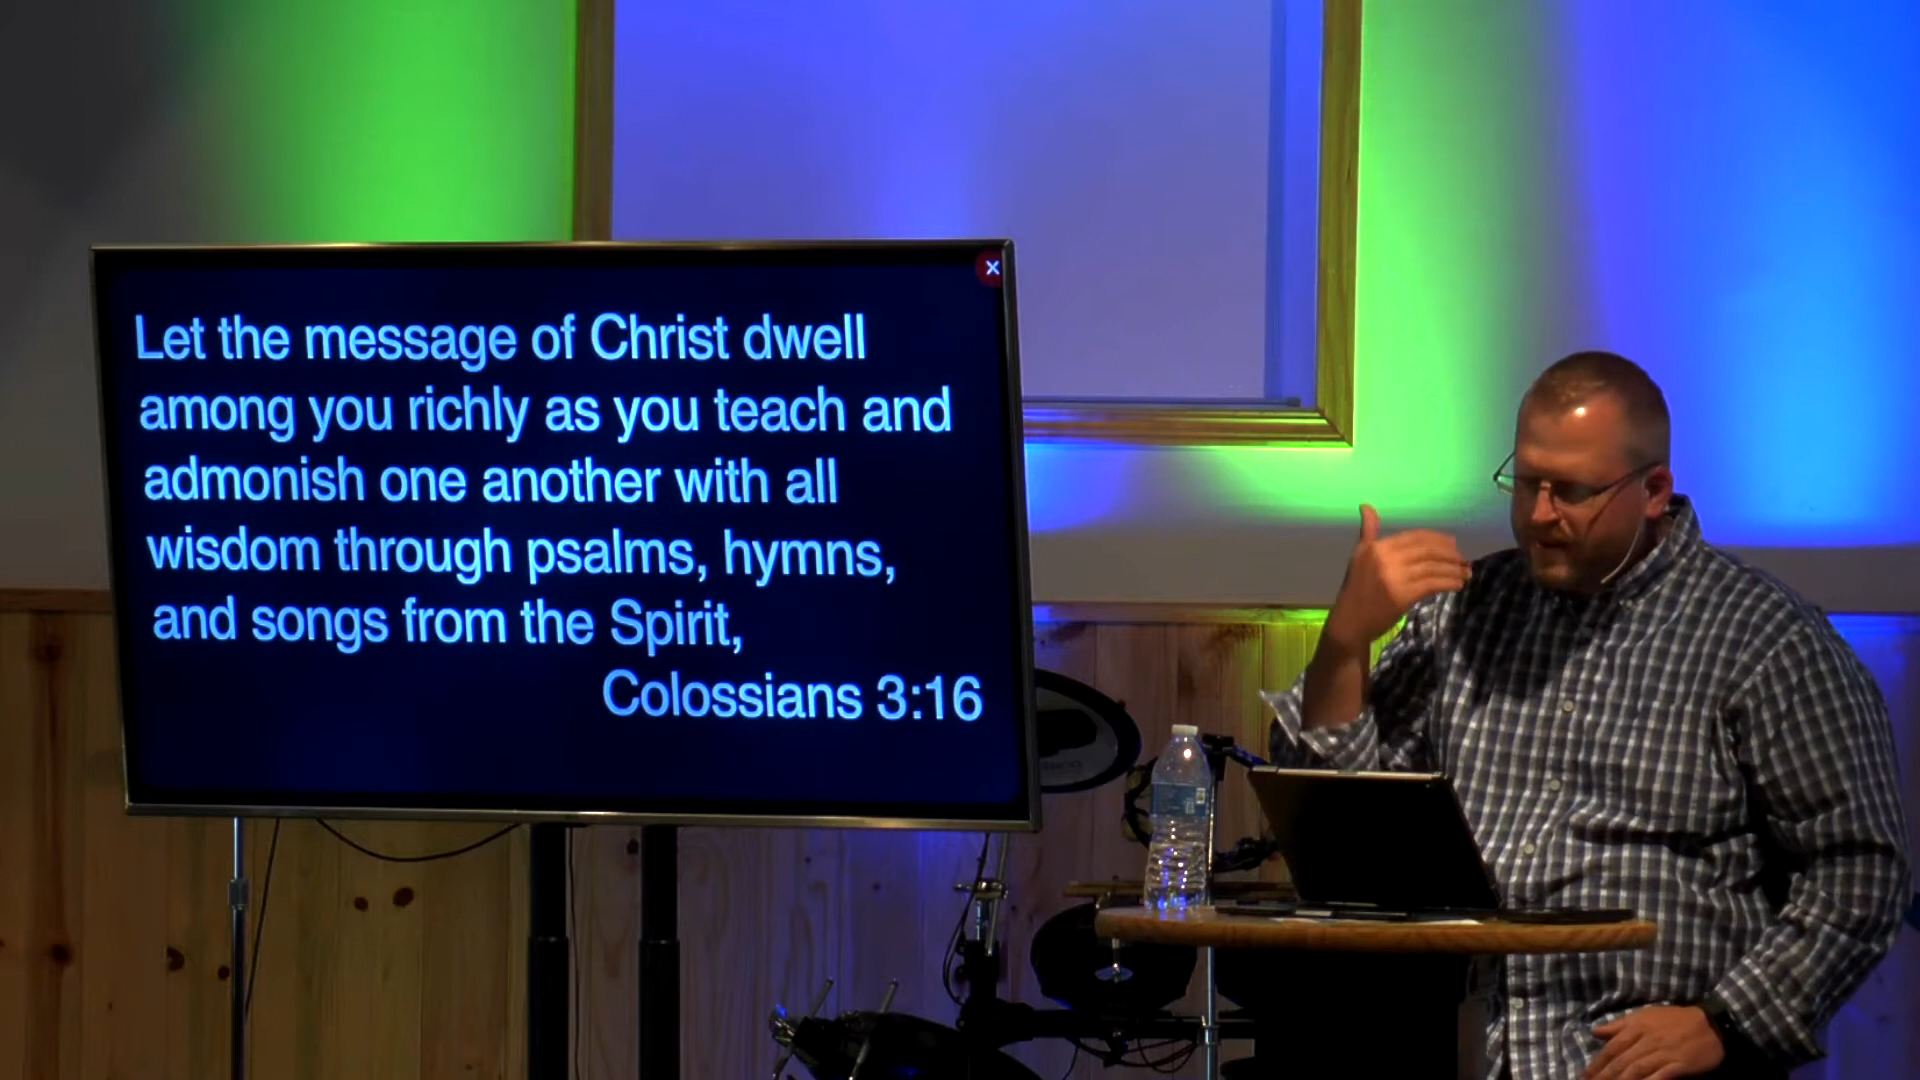 Let the message of Christ dwell
among you richly as you teach and
admonish one another with all
wisdom through psalms, hymns,
and songs from the Spirit,
Colossians 3:16